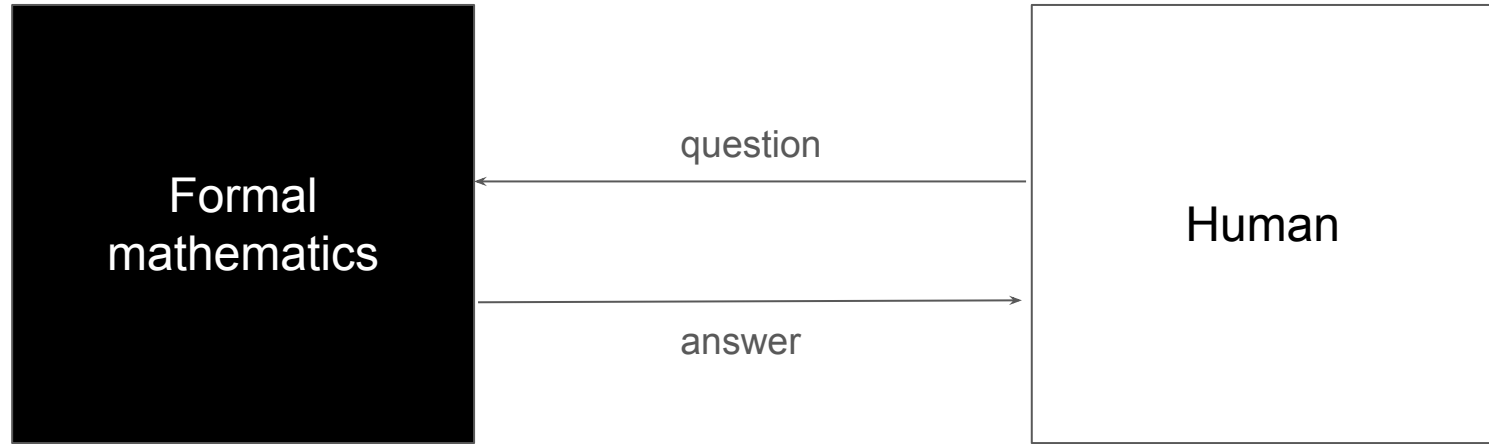 Formal
mathematics
question
answer
Human